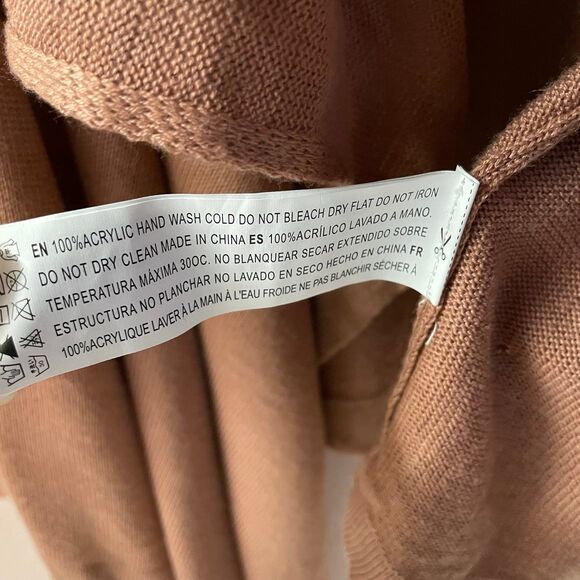 EN 100%ACRYLIC HAND WASH COLD DO NOT BLEACH DRY FLAT DO NOT IRON
DO NOT DRY CLEAN MADE IN CHINA ES 100%ACRÍLICO LAVADO A MANO.
TEMPERATURA MÁXIMA 30OC. NO BLANQUEAR SECAR EXTENDIDO SOBRE
ESTRUCTURA NO PLANCHAR NO LAVADO EN SECO HECHO EN CHINA FR
100%ACRYLIQUE LAVER À LA MAIN À L'EAU FROIDE NE PAS BLANCHIR SÉCHER À